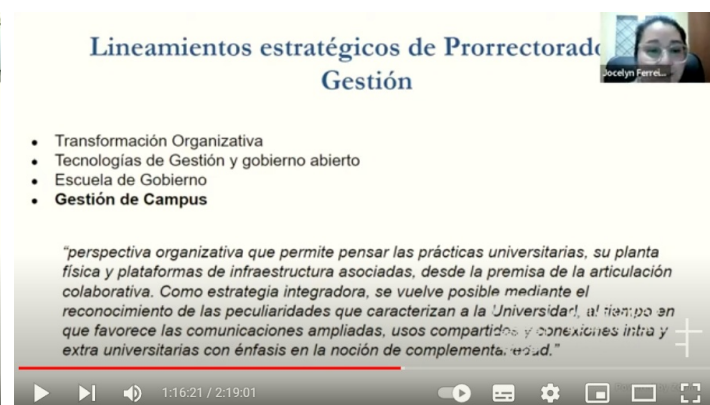 Lineamientos estratégicos de Prorrectorado
Gestión
Jocelyn Ferrei...
• Transformación Organizativa
• Tecnologías de Gestión y gobierno abierto
• Escuela de Gobierno
• Gestión de Campus
“perspectiva organizativa que permite pensar las prácticas universitarias, su planta
física y plataformas de infraestructura asociadas, desde la premisa de la articulación
colaborativa. Como estrategia integradora, se vuelve posible mediante el
reconocimiento de las peculiaridades que caracterizan a la Universidad, al tiempo en
que favorece las comunicaciones ampliadas, usos compartidos y conexiones intra y
extra universitarias con énfasis en la noción de complementariedad.”
1:16:21 / 2:19:01